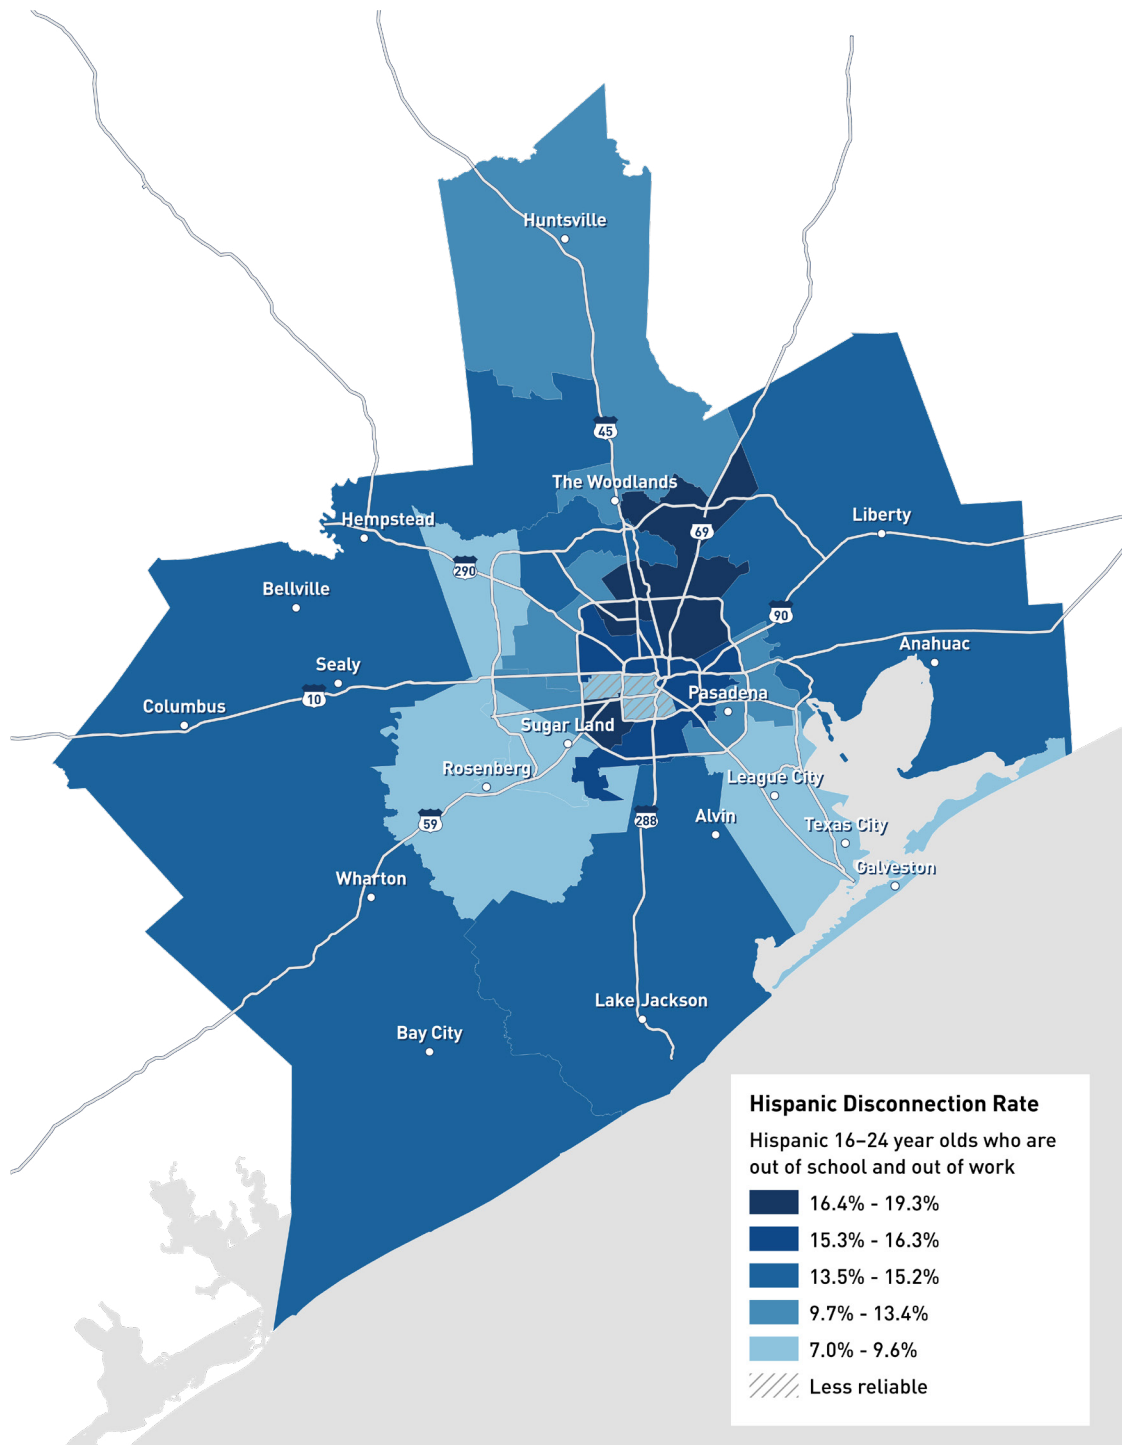 Huntsville
45
The Woodlands
69
Hempstead
Liberty
290
Bellville
90
Anahuac
Sealy
10
Columbus
Pasadena
Sugar Land
Rosenberg
League City
59
288
Alvin
Texas City
Galveston
Wharton
Lake Jackson
Bay City
Hispanic Disconnection Rate
Hispanic 16–24 year olds who are
out of school and out of work
16.4% - 19.3%
15.3% - 16.3%
13.5% - 15.2%
9.7% - 13.4%
7.0% - 9.6%
Less reliable